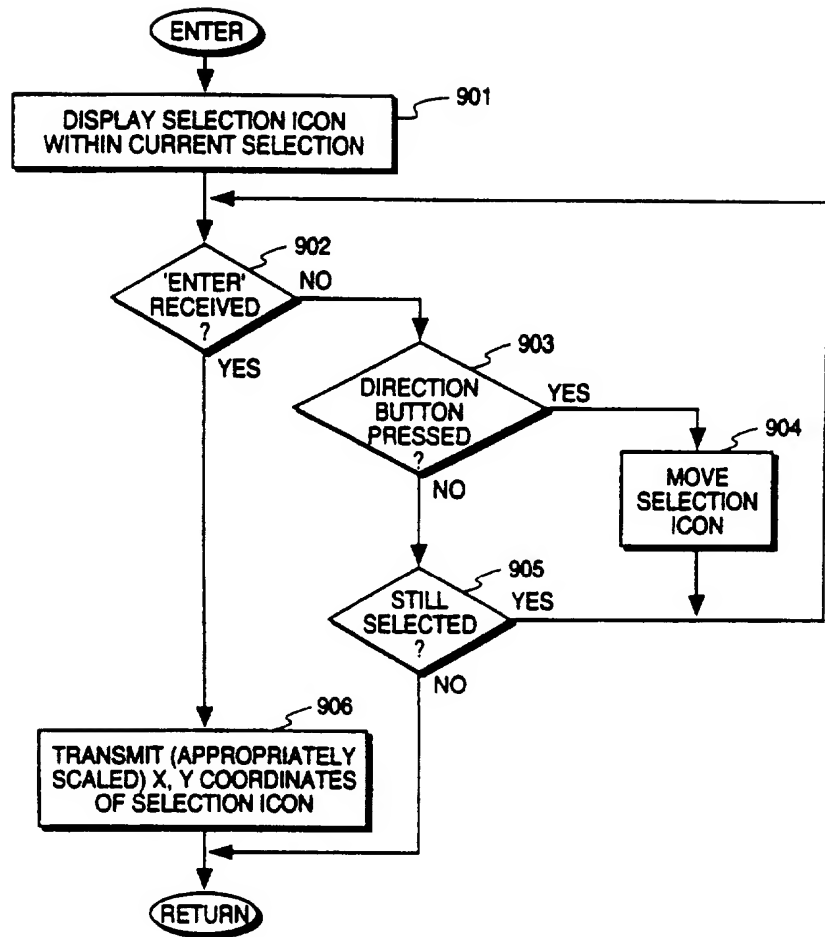 ENTER
901
DISPLAY SELECTION ICON
WITHIN CURRENT SELECTION
902
'ENTER'
RECEIVED
?
NO
YES
903
DIRECTION
BUTTON
PRESSED
?
YES
NO
904
MOVE
SELECTION
ICON
905
STILL
SELECTED
?
YES
NO
906
TRANSMIT (APPROPRIATELY
SCALED) X, Y COORDINATES
OF SELECTION ICON
RETURN